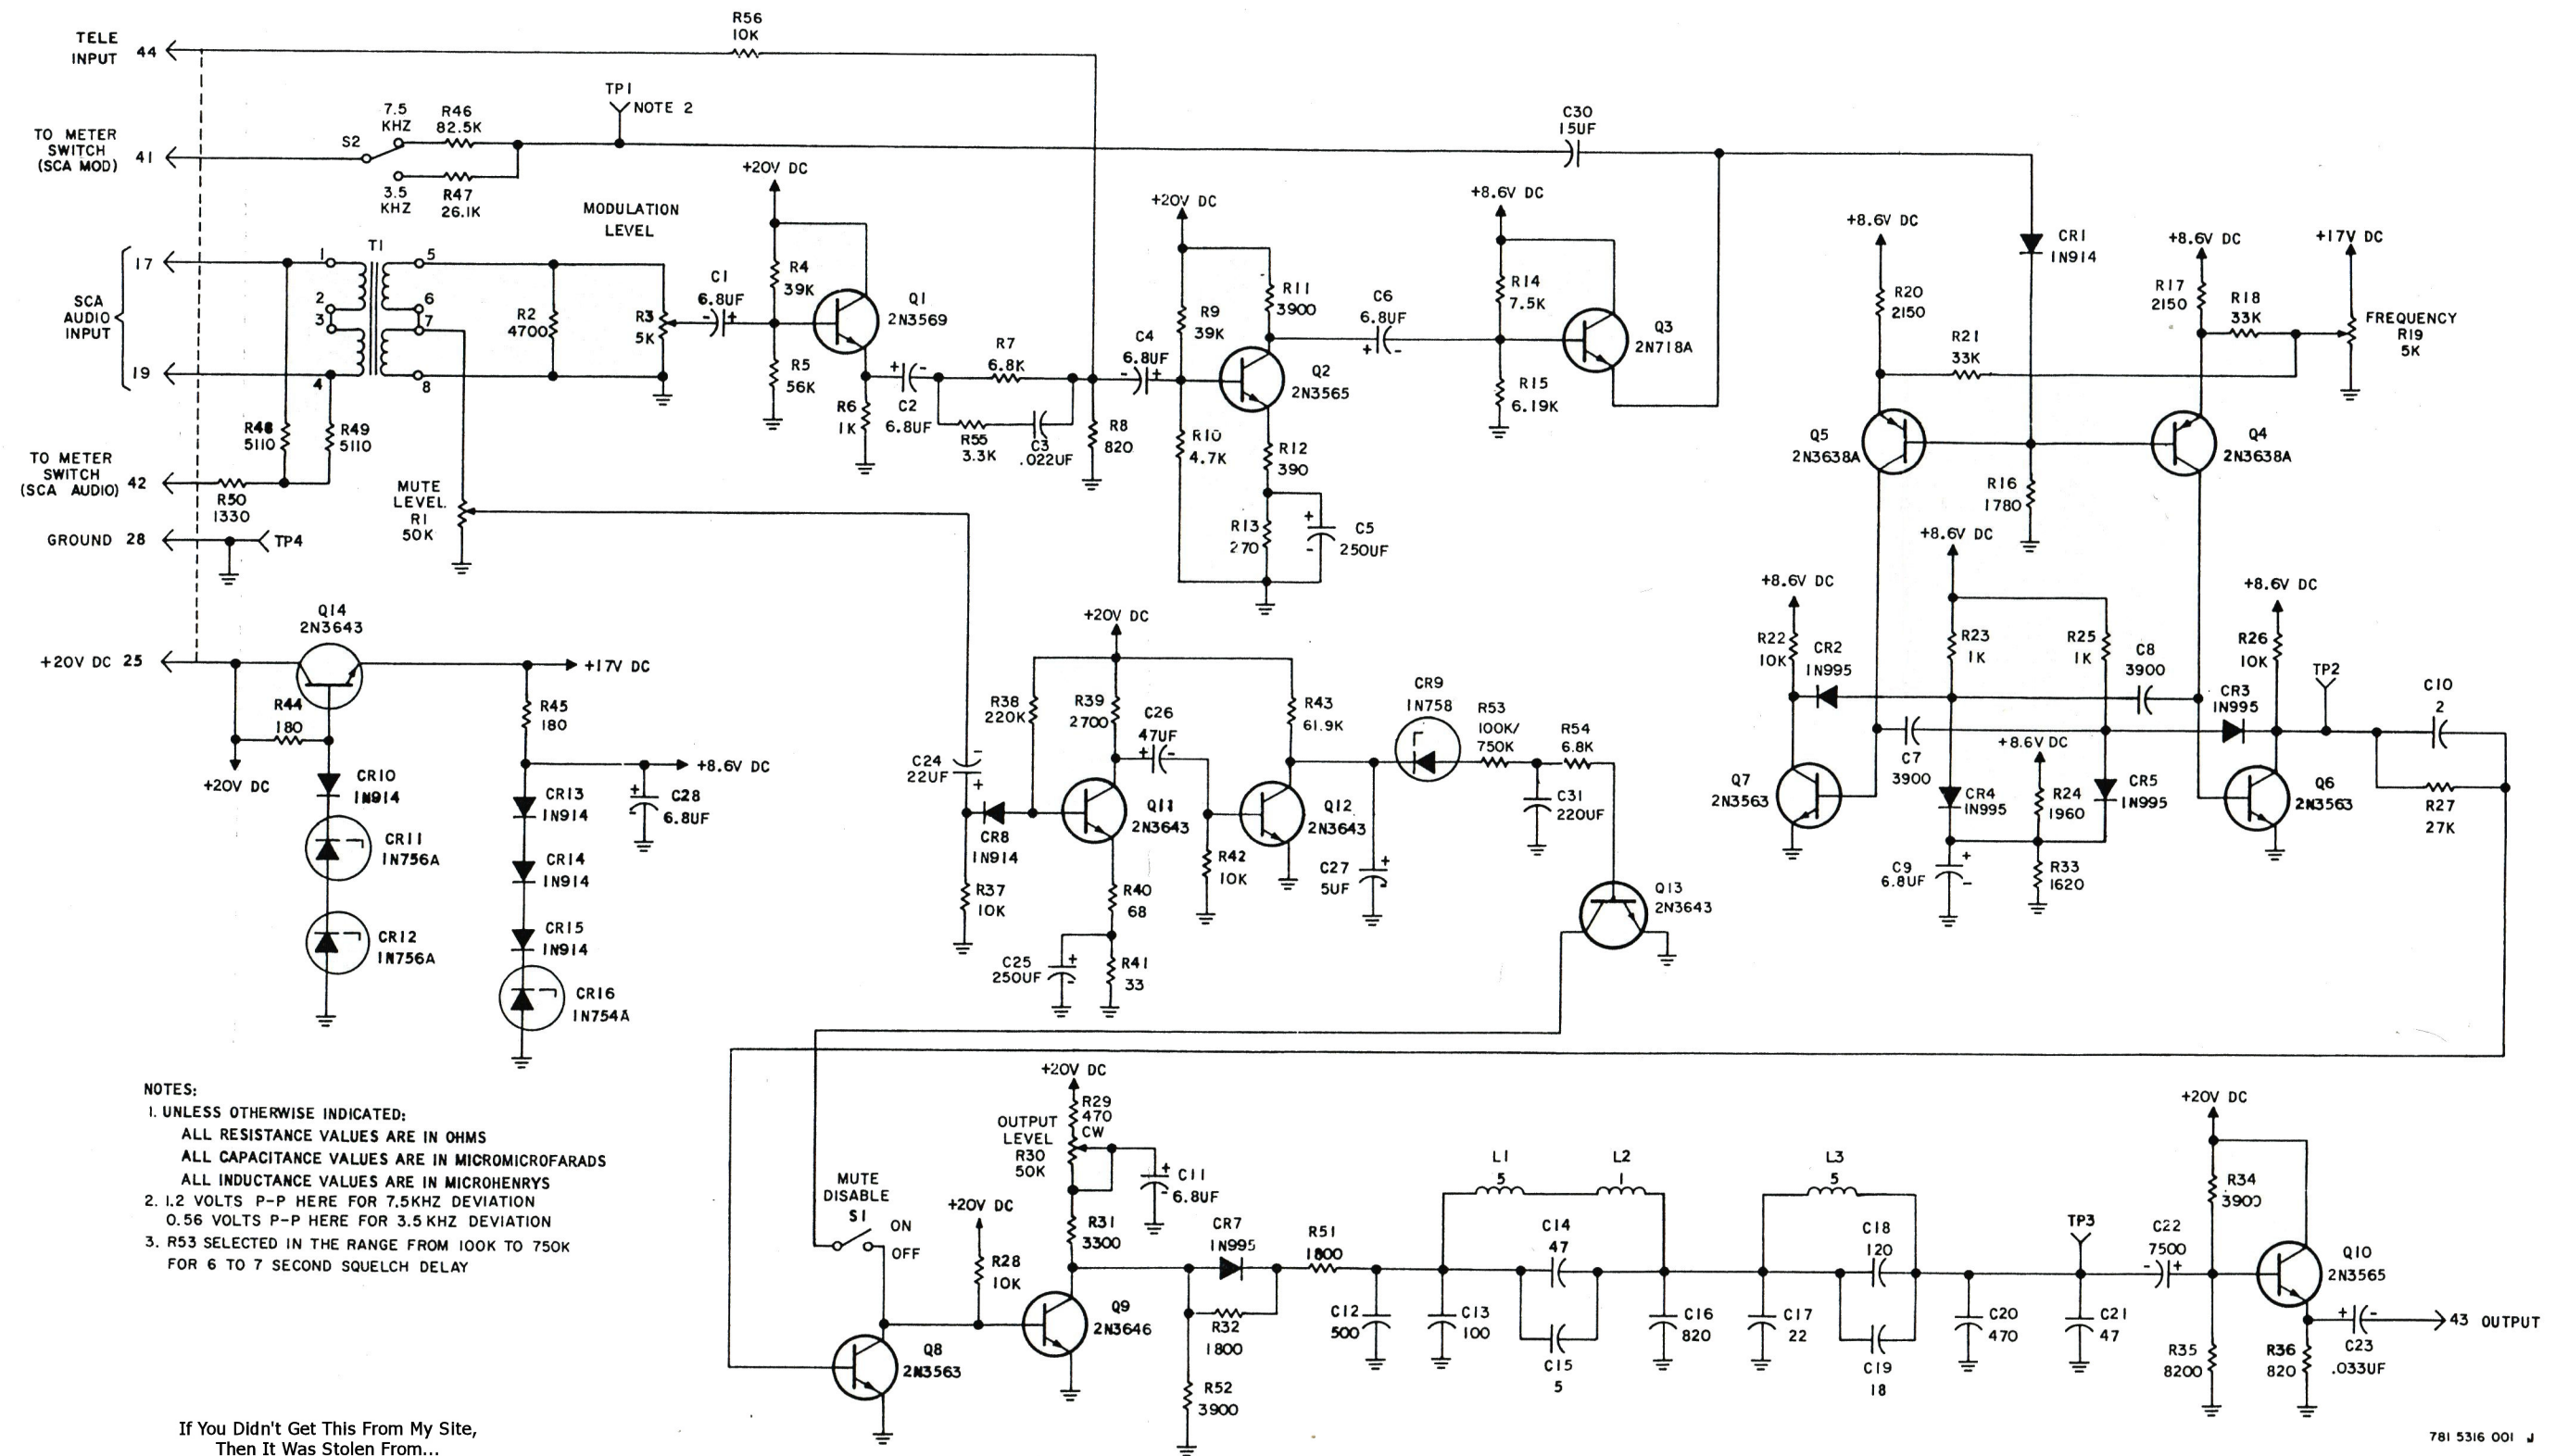 TELE
INPUT 44
R56
10K
TP1
NOTE 2
TO METER
SWITCH
(SCA MOD) 41
S2
7.5
KHZ
R46
82.5K
3.5
KHZ
R47
26.1K
C30
15UF
MODULATION
LEVEL
SCA
AUDIO
INPUT
17
19
T1
1
2
3
4
5
6
7
8
R2
4700
R3
5K
C1
6.8UF
- +
+20V DC
R4
39K
R5
56K
Q1
2N3569
R6
1K
+ -
C2
6.8UF
R7
6.8K
R55
3.3K
C3
.022UF
R8
820
C4
6.8UF
- +
+20V DC
R9
39K
R10
4.7K
R11
3900
Q2
2N3565
R12
390
R13
270
+
-
C5
250UF
C6
6.8UF
+ -
+8.6V DC
R14
7.5K
R15
6.19K
Q3
2N718A
CR1
1N914
+8.6V DC
R20
2150
R21
33K
+8.6V DC
R17
2150
R18
33K
+17V DC
FREQUENCY
R19
5K
Q5
2N3638A
Q4
2N3638A
R16
1780
R48
5110
R49
5110
TO METER
SWITCH
(SCA AUDIO) 42
R50
1330
GROUND 28
TP4
MUTE
LEVEL
R1
50K
+20V DC 25
Q14
2N3643
+17V DC
R44
180
+20V DC
R45
180
+8.6V DC
+
-
C28
6.8UF
CR10
1N914
CR11
1N756A
CR12
1N756A
CR13
1N914
CR14
1N914
CR15
1N914
CR16
1N754A
+20V DC
R38
220K
R39
2700
C26
47UF
+ -
R43
61.9K
C24
22UF
-
+
CR8
1N914
R37
10K
Q11
2N3643
R40
68
C25
250UF
+
-
R41
33
R42
10K
Q12
2N3643
C27
5UF
+
-
CR9
1N758
R53
100K/
750K
R54
6.8K
C31
220UF
Q13
2N3643
+8.6V DC
R22
10K
CR2
1N995
+8.6V DC
R23
1K
R25
1K
C8
3900
+8.6V DC
R26
10K
TP2
C10
2
CR3
1N995
C7
3900
+8.6V DC
Q7
2N3563
CR4
1N995
R24
1960
CR5
1N995
Q6
2N3563
R27
27K
C9
6.8UF
+
-
R33
1620
NOTES:
1. UNLESS OTHERWISE INDICATED:
ALL RESISTANCE VALUES ARE IN OHMS
ALL CAPACITANCE VALUES ARE IN MICROMICROFARADS
ALL INDUCTANCE VALUES ARE IN MICROHENRYS
2. 1.2 VOLTS P-P HERE FOR 7.5KHZ DEVIATION
0.56 VOLTS P-P HERE FOR 3.5 KHZ DEVIATION
3. R53 SELECTED IN THE RANGE FROM 100K TO 750K
FOR 6 TO 7 SECOND SQUELCH DELAY
MUTE
DISABLE
S1
ON
OFF
+20V DC
R29
470
CW
OUTPUT
LEVEL
R30
50K
+
-
C11
6.8UF
+20V DC
R28
10K
R31
3300
Q8
2N3563
Q9
2N3646
CR7
1N995
R32
1800
R52
3900
R51
1800
C12
500
C13
100
L1
5
L2
1
C14
47
C15
5
C16
820
C17
22
L3
5
C18
120
C19
18
C20
470
TP3
C21
47
C22
7500
- +
+20V DC
R34
3900
R35
8200
Q10
2N3565
R36
820
+ -
C23
.033UF
43 OUTPUT
If You Didn't Get This From My Site,
Then It Was Stolen From...
781 5316 001 J